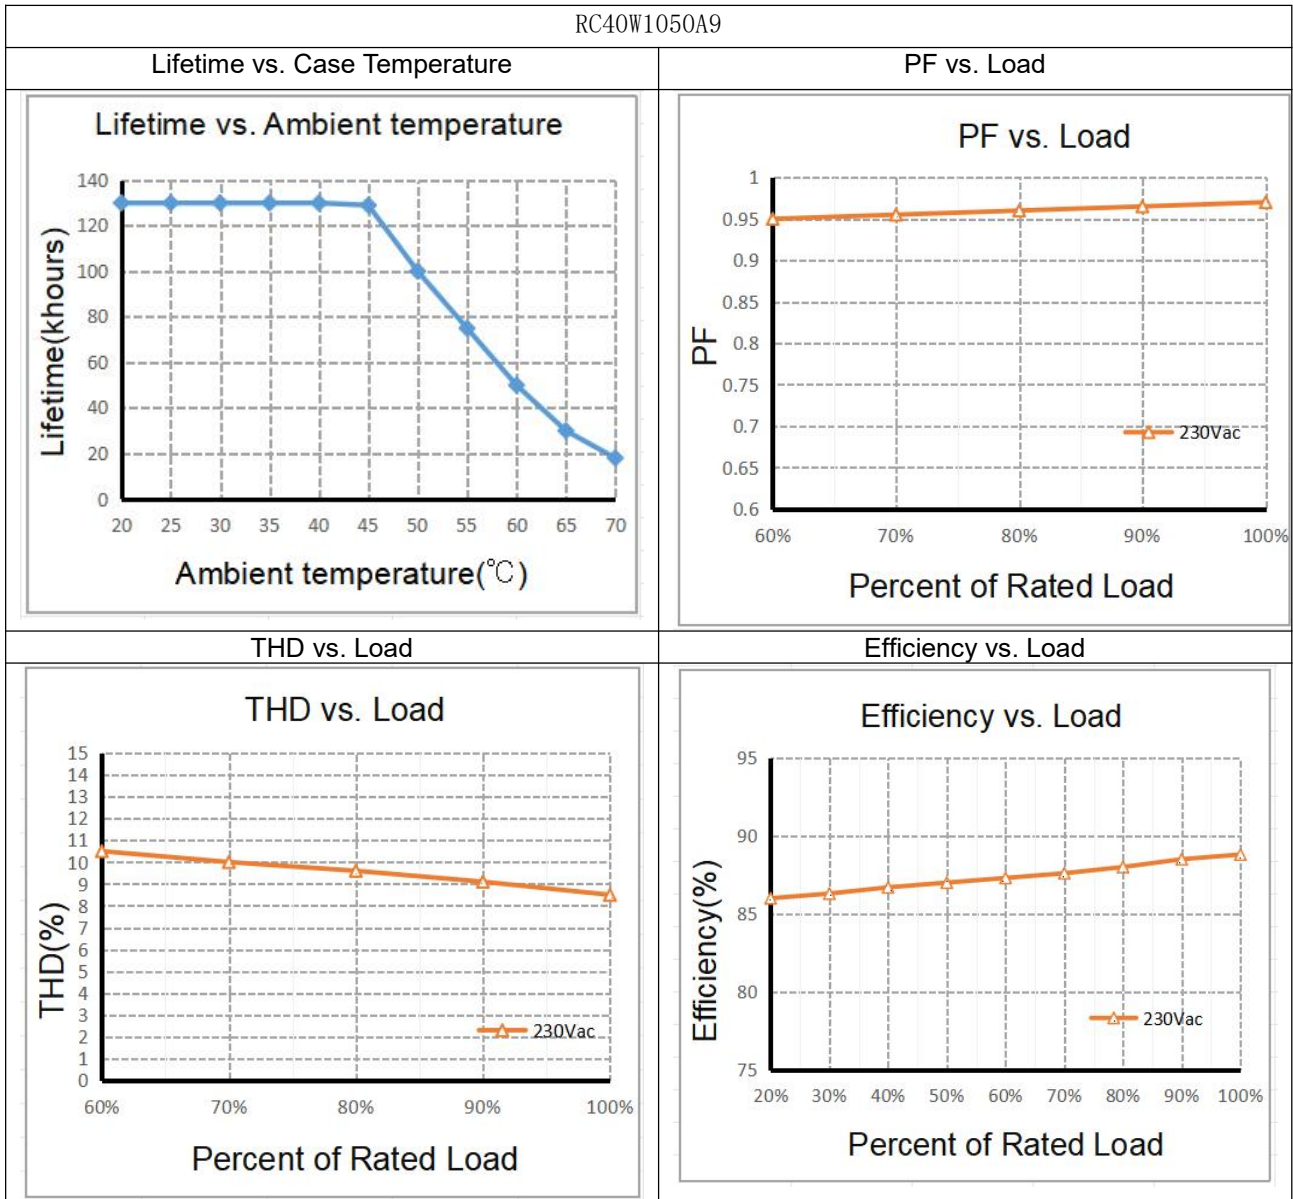 RC40W1050A9
Lifetime vs. Case Temperature
PF vs. Load
Lifetime vs. Ambient temperature
140
120
100
80
60
40
20
0
Lifetime(khours)
20 25 30 35 40 45 50 55 60 65 70
Ambient temperature(℃)
PF vs. Load
1
0.95
0.9
0.85
0.8
0.75
0.7
0.65
0.6
PF
230Vac
60% 70% 80% 90% 100%
Percent of Rated Load
THD vs. Load
Efficiency vs. Load
THD vs. Load
15
14
13
12
11
10
9
8
7
6
5
4
3
2
1
0
THD(%)
230Vac
60% 70% 80% 90% 100%
Percent of Rated Load
Efficiency vs. Load
95
90
85
80
75
Efficiency(%)
230Vac
20% 30% 40% 50% 60% 70% 80% 90% 100%
Percent of Rated Load